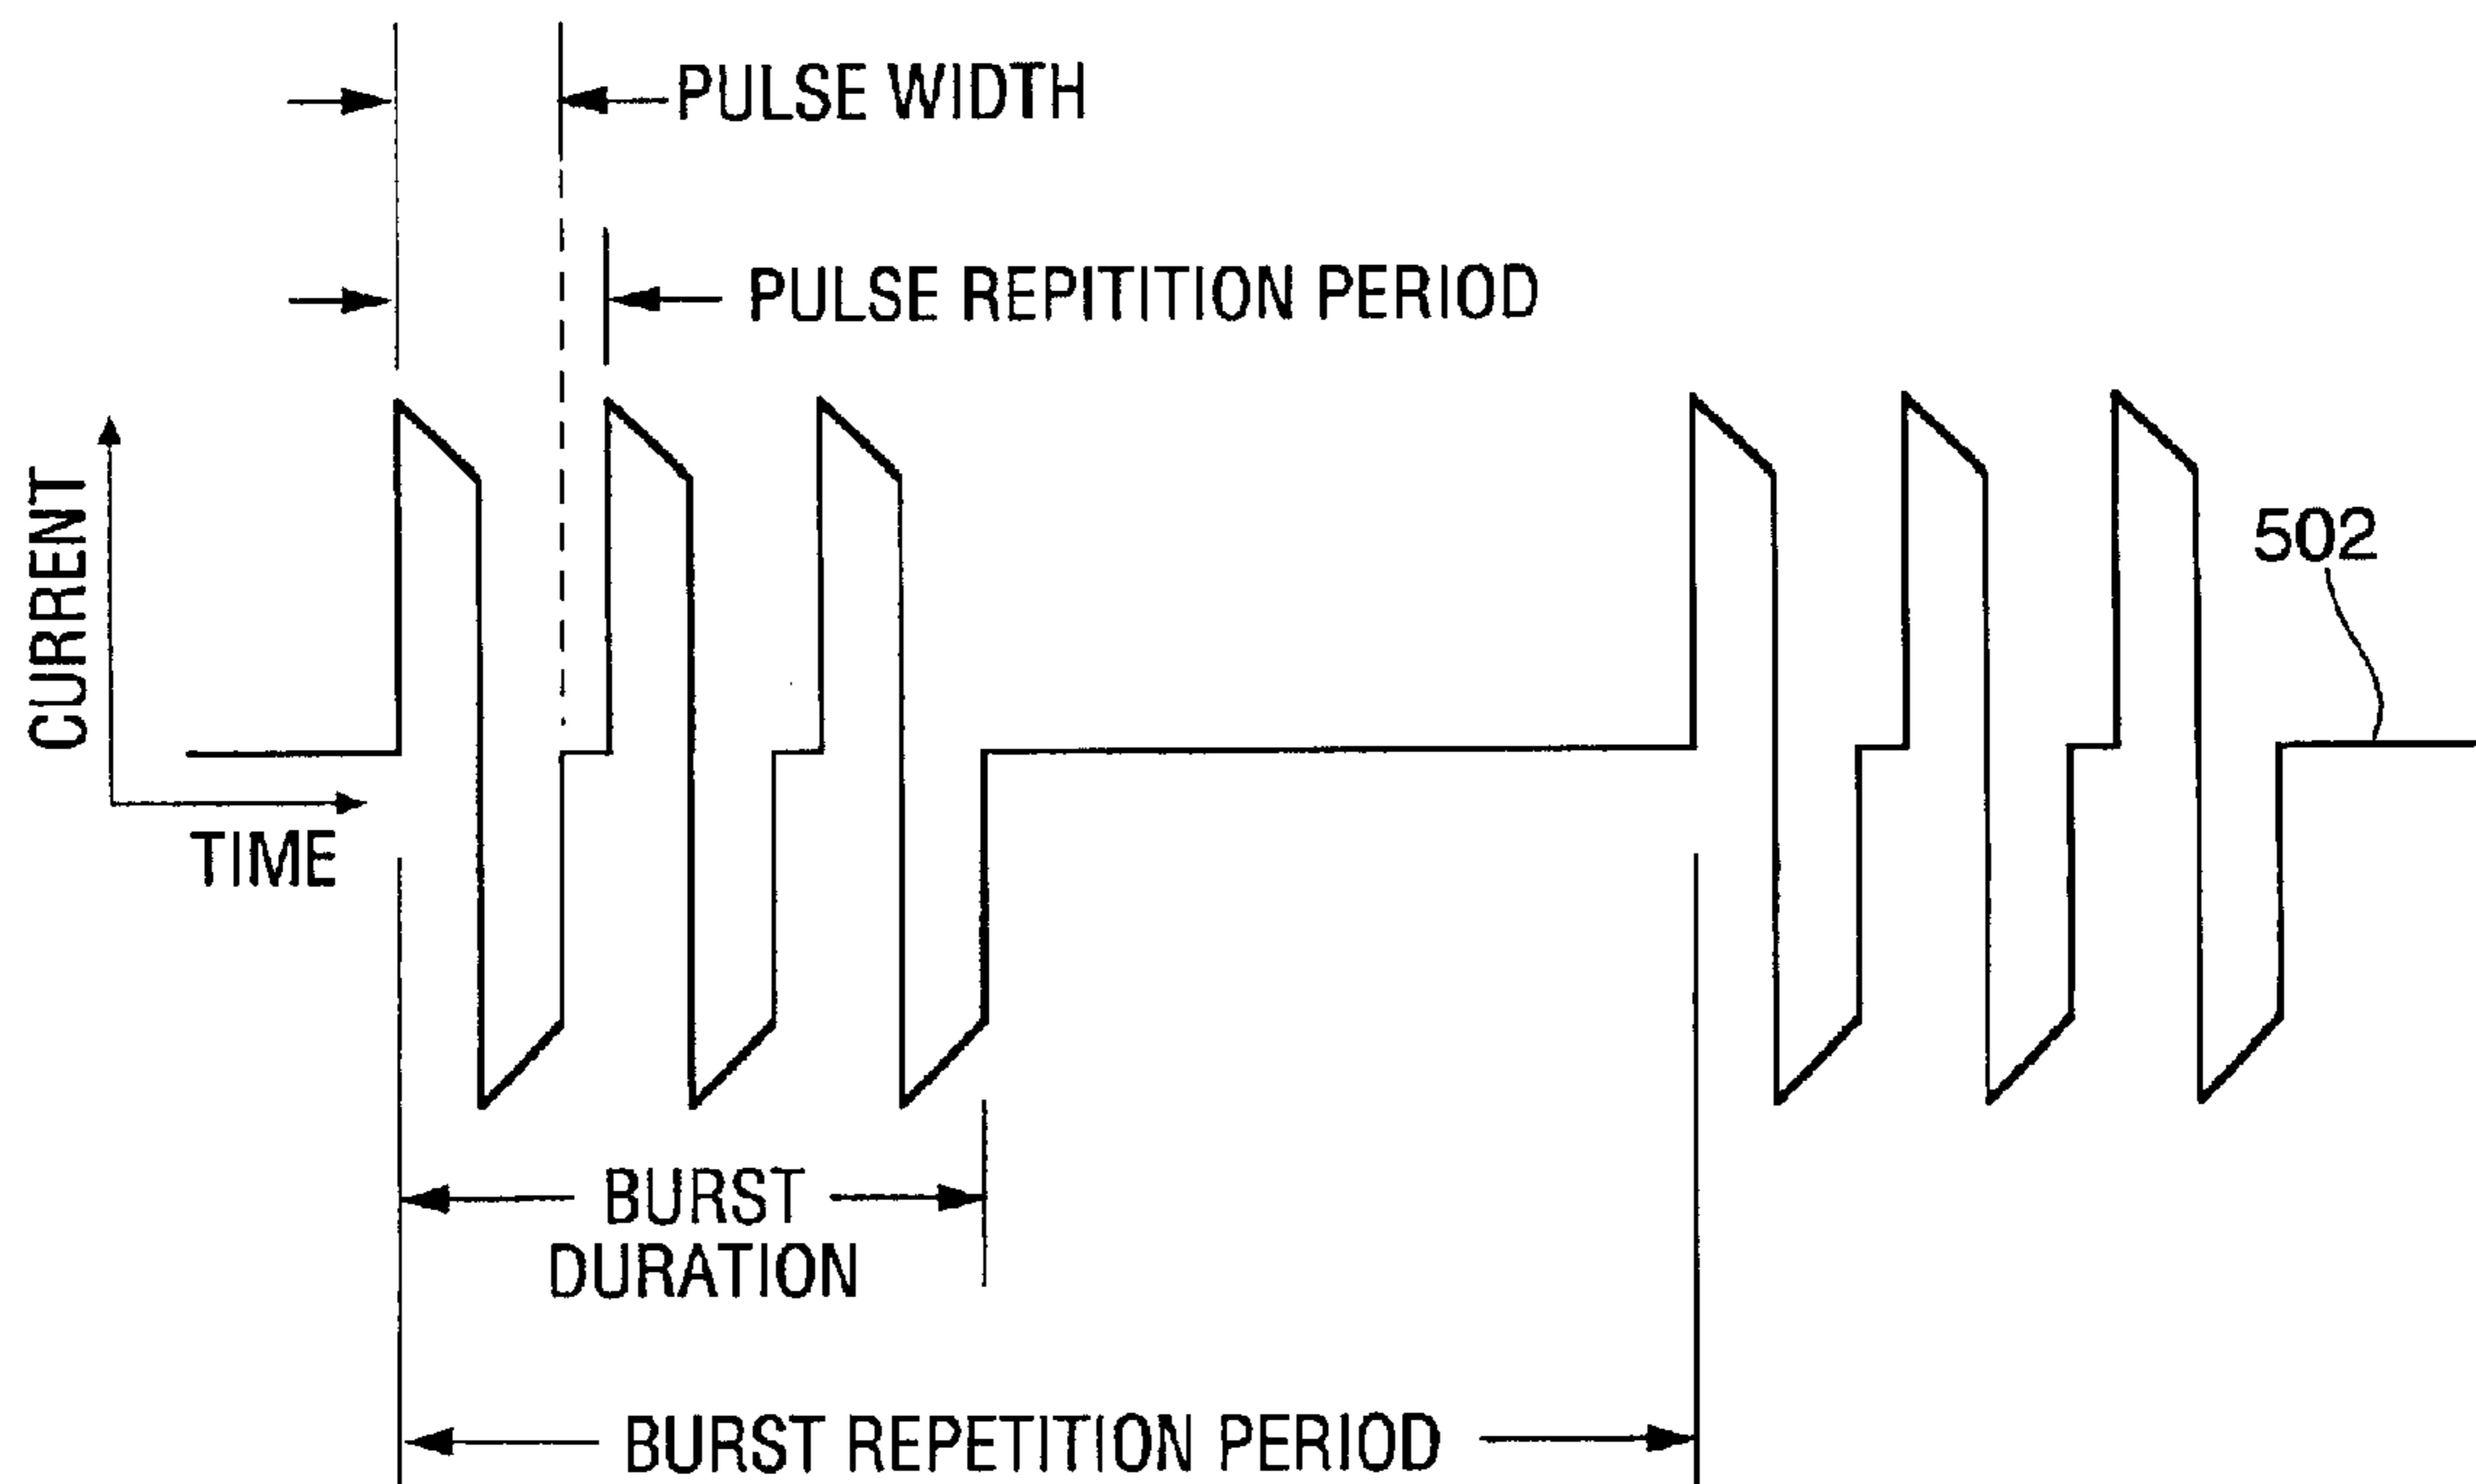 PULSE WIDTH
PULSE REPITITION PERIOD
CURRENT
502
TIME
BURST
DURATION
BURST REPETITION PERIOD